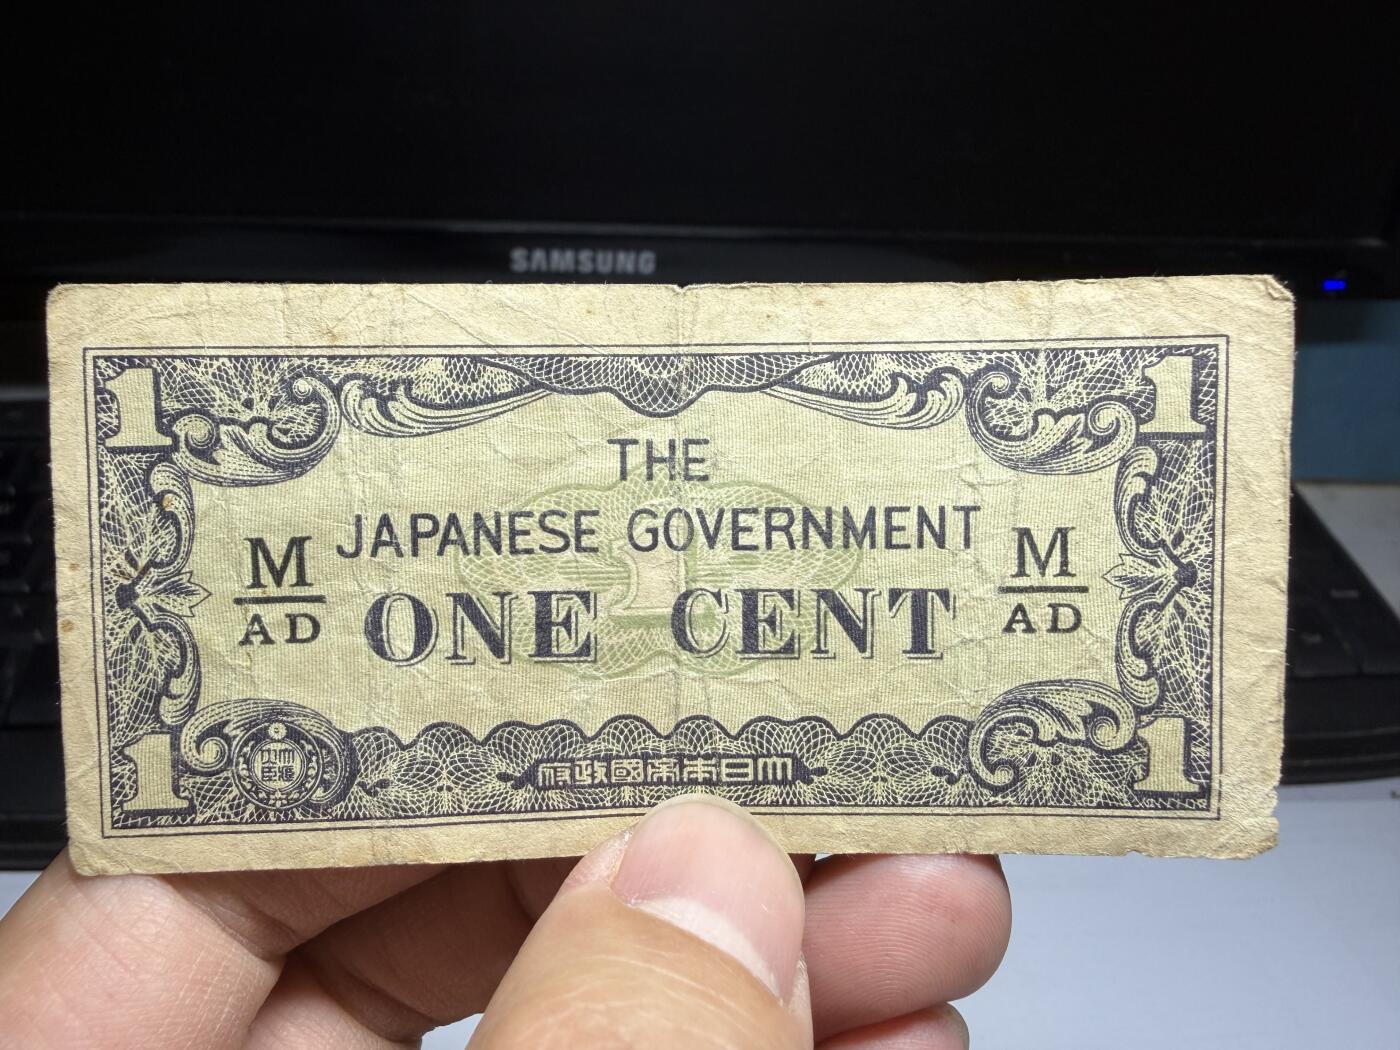 SAMSUNG
1 1
THE
JAPANESE GOVERNMENT
M M
AD AD
1
ONE CENT
府政國帝本日大
1 1